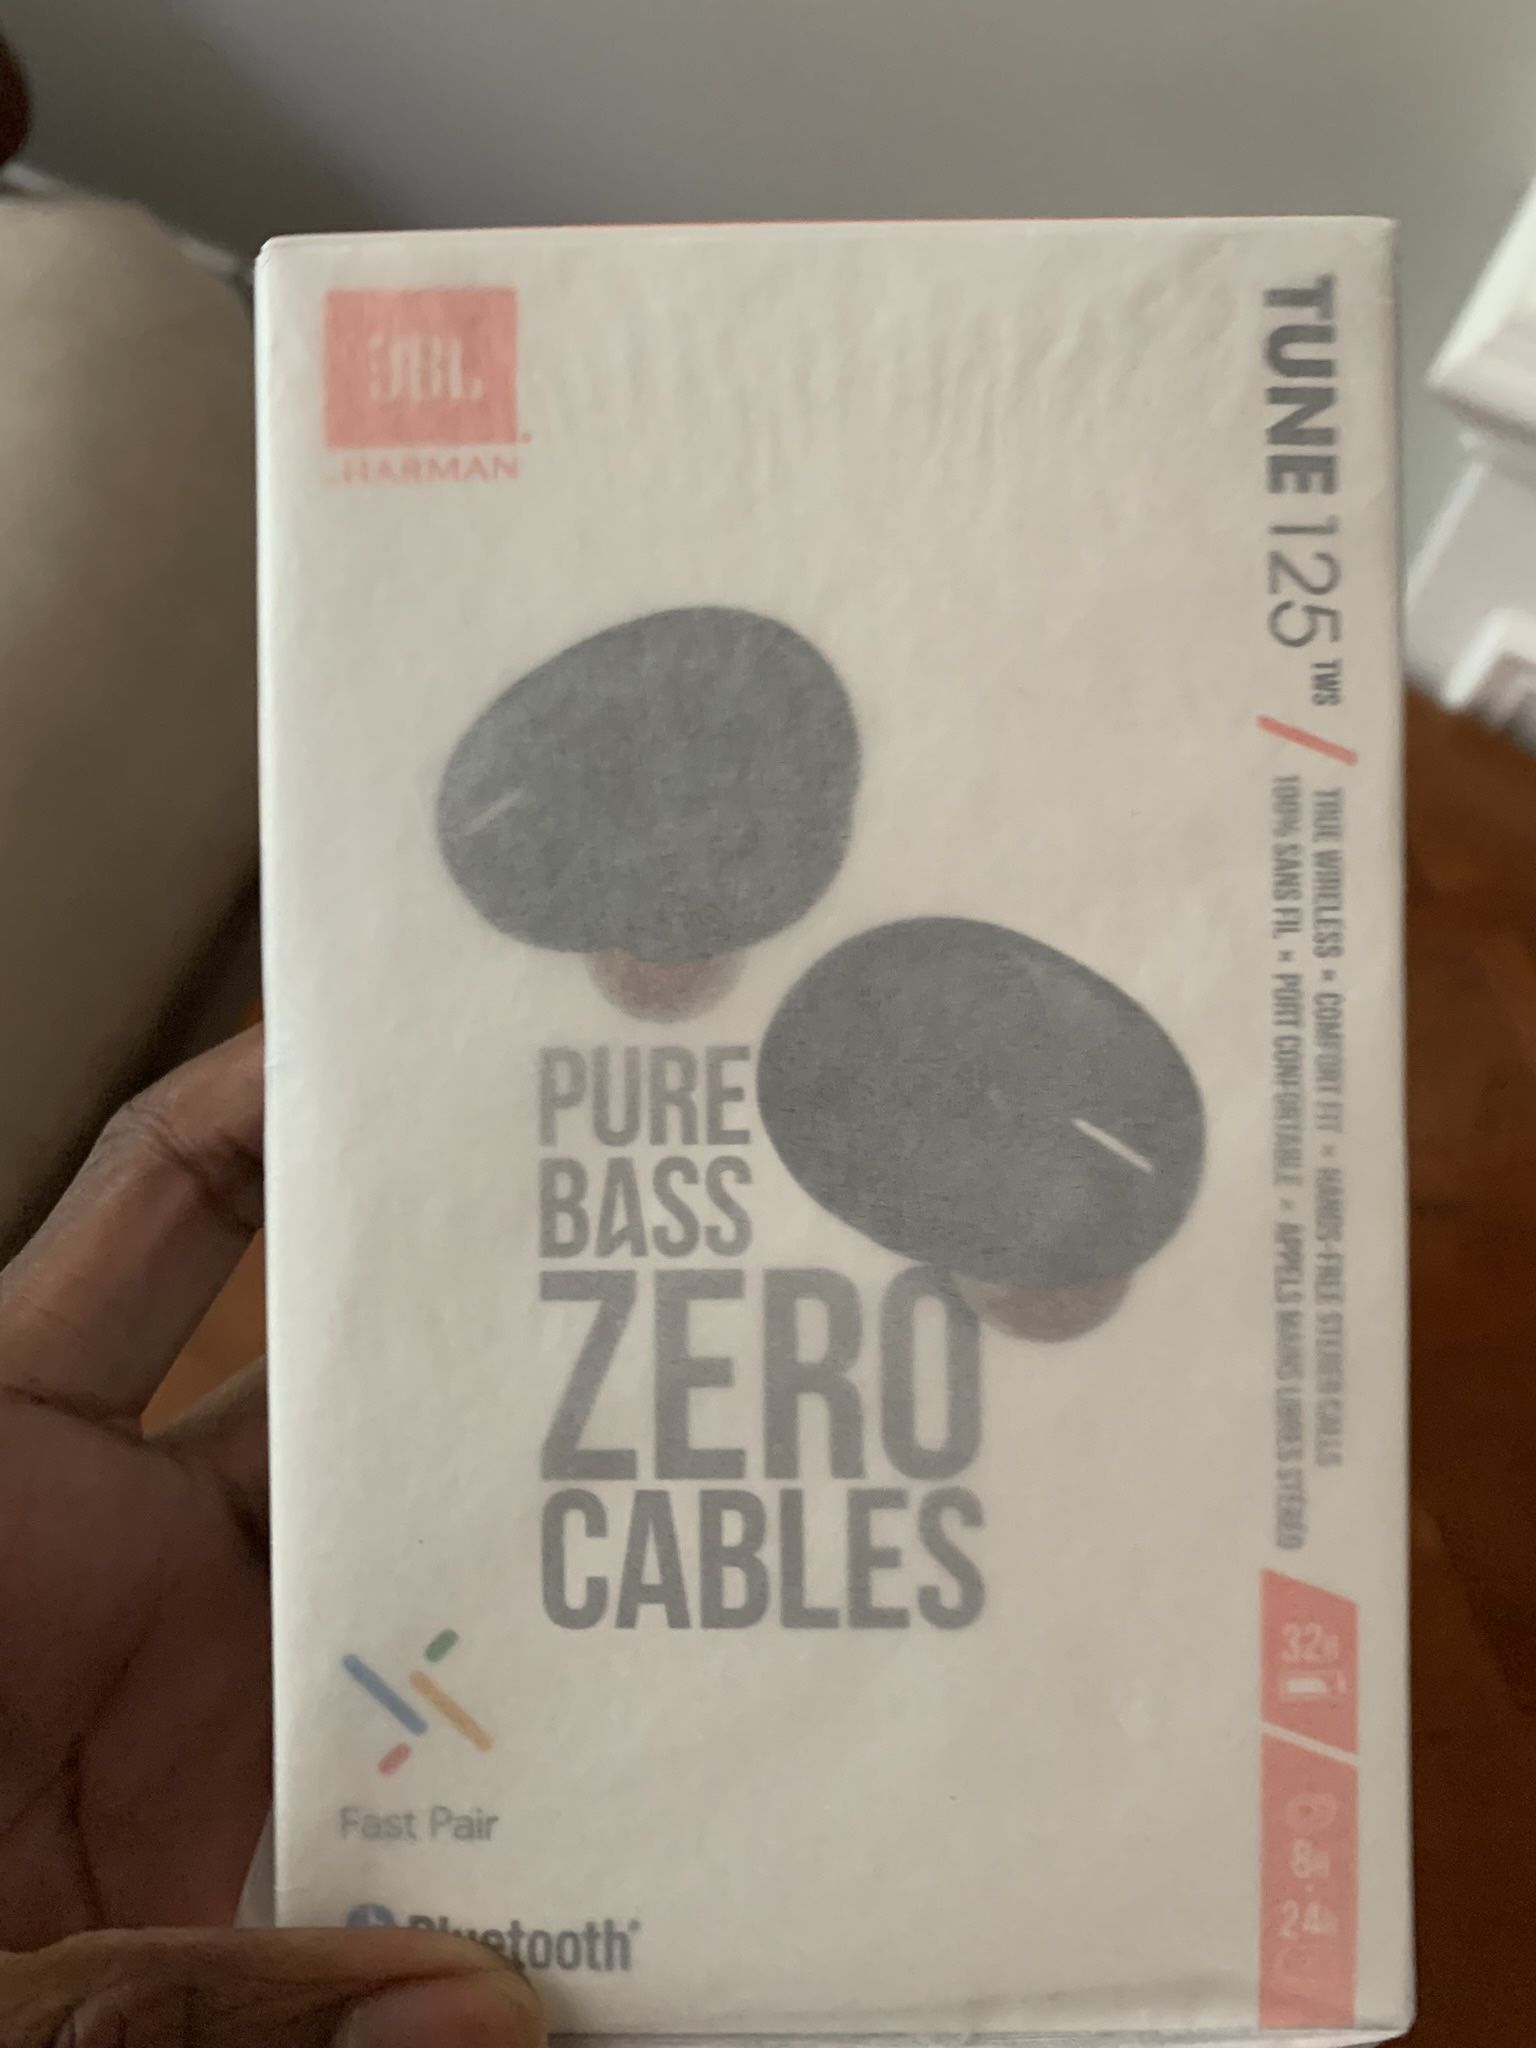 JBL
HARMAN
TUNE 125 TWS
TRUE WIRELESS × COMFORT FIT × HANDS-FREE STEREO CALLS
100% SANS FIL × PORT CONFORTABLE × APPELS MAINS LIBRES STÉRÉO
PURE
BASS
ZERO
CABLES
32H
8H
24H
Fast Pair
Bluetooth®